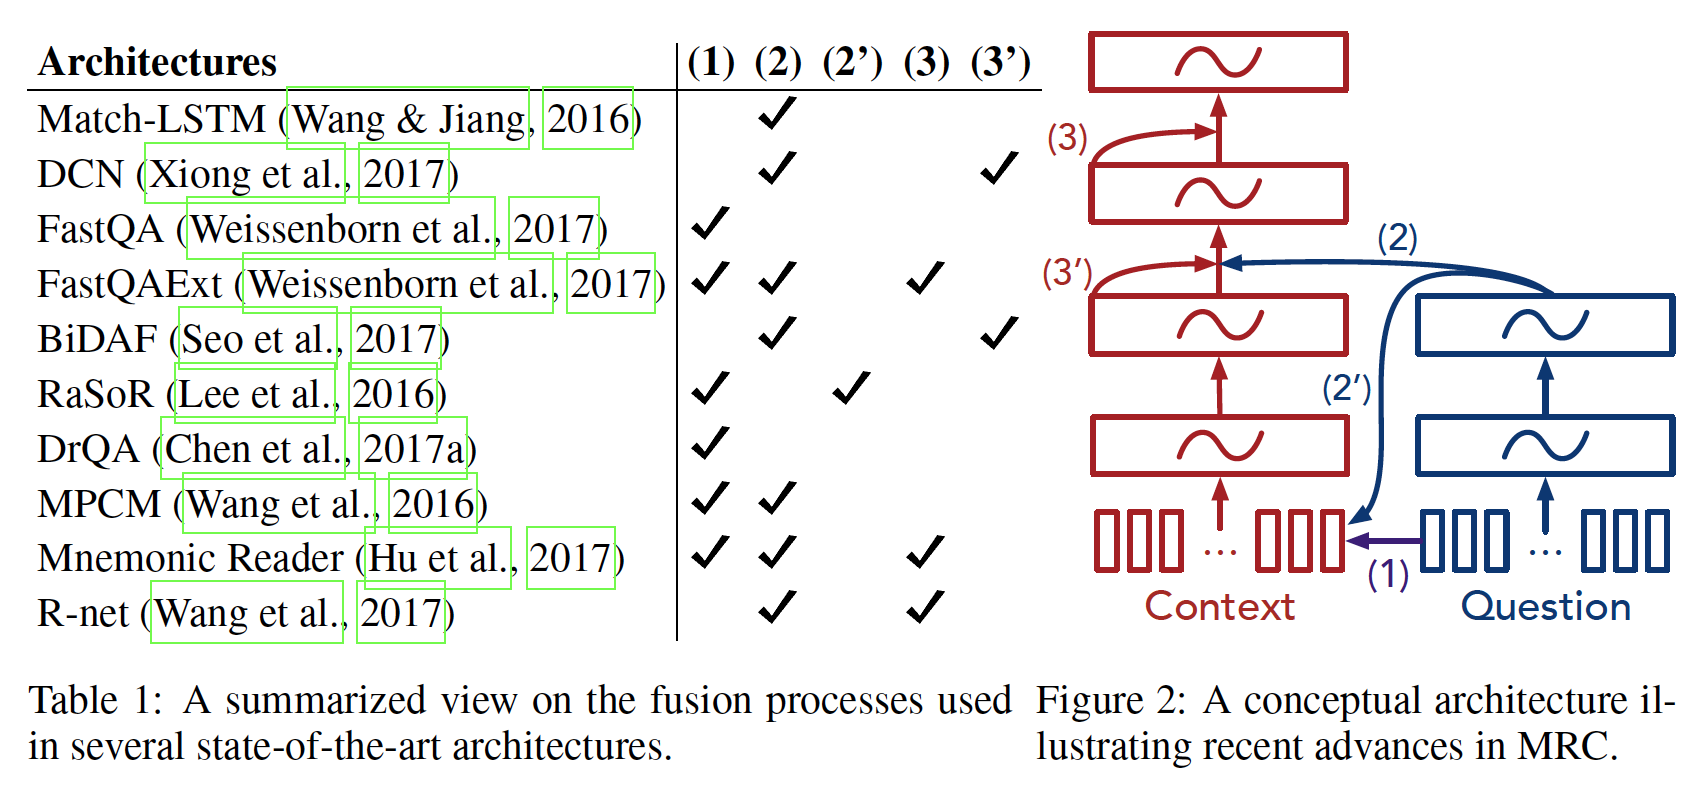 Architectures (1) (2) (2’) (3) (3’)
Match-LSTM (Wang & Jiang, 2016) ✓
DCN (Xiong et al., 2017) ✓ ✓
FastQA (Weissenborn et al., 2017) ✓
FastQAExt (Weissenborn et al., 2017) ✓ ✓ ✓
BiDAF (Seo et al., 2017) ✓ ✓
RaSoR (Lee et al., 2016) ✓ ✓
DrQA (Chen et al., 2017a) ✓
MPCM (Wang et al., 2016) ✓ ✓
Mnemonic Reader (Hu et al., 2017) ✓ ✓ ✓
R-net (Wang et al., 2017) ✓ ✓
Table 1: A summarized view on the fusion processes used
in several state-of-the-art architectures.
(3)
(2)
(3’)
(2’)
... ...
(1)
Context Question
Figure 2: A conceptual architecture il-
lustrating recent advances in MRC.